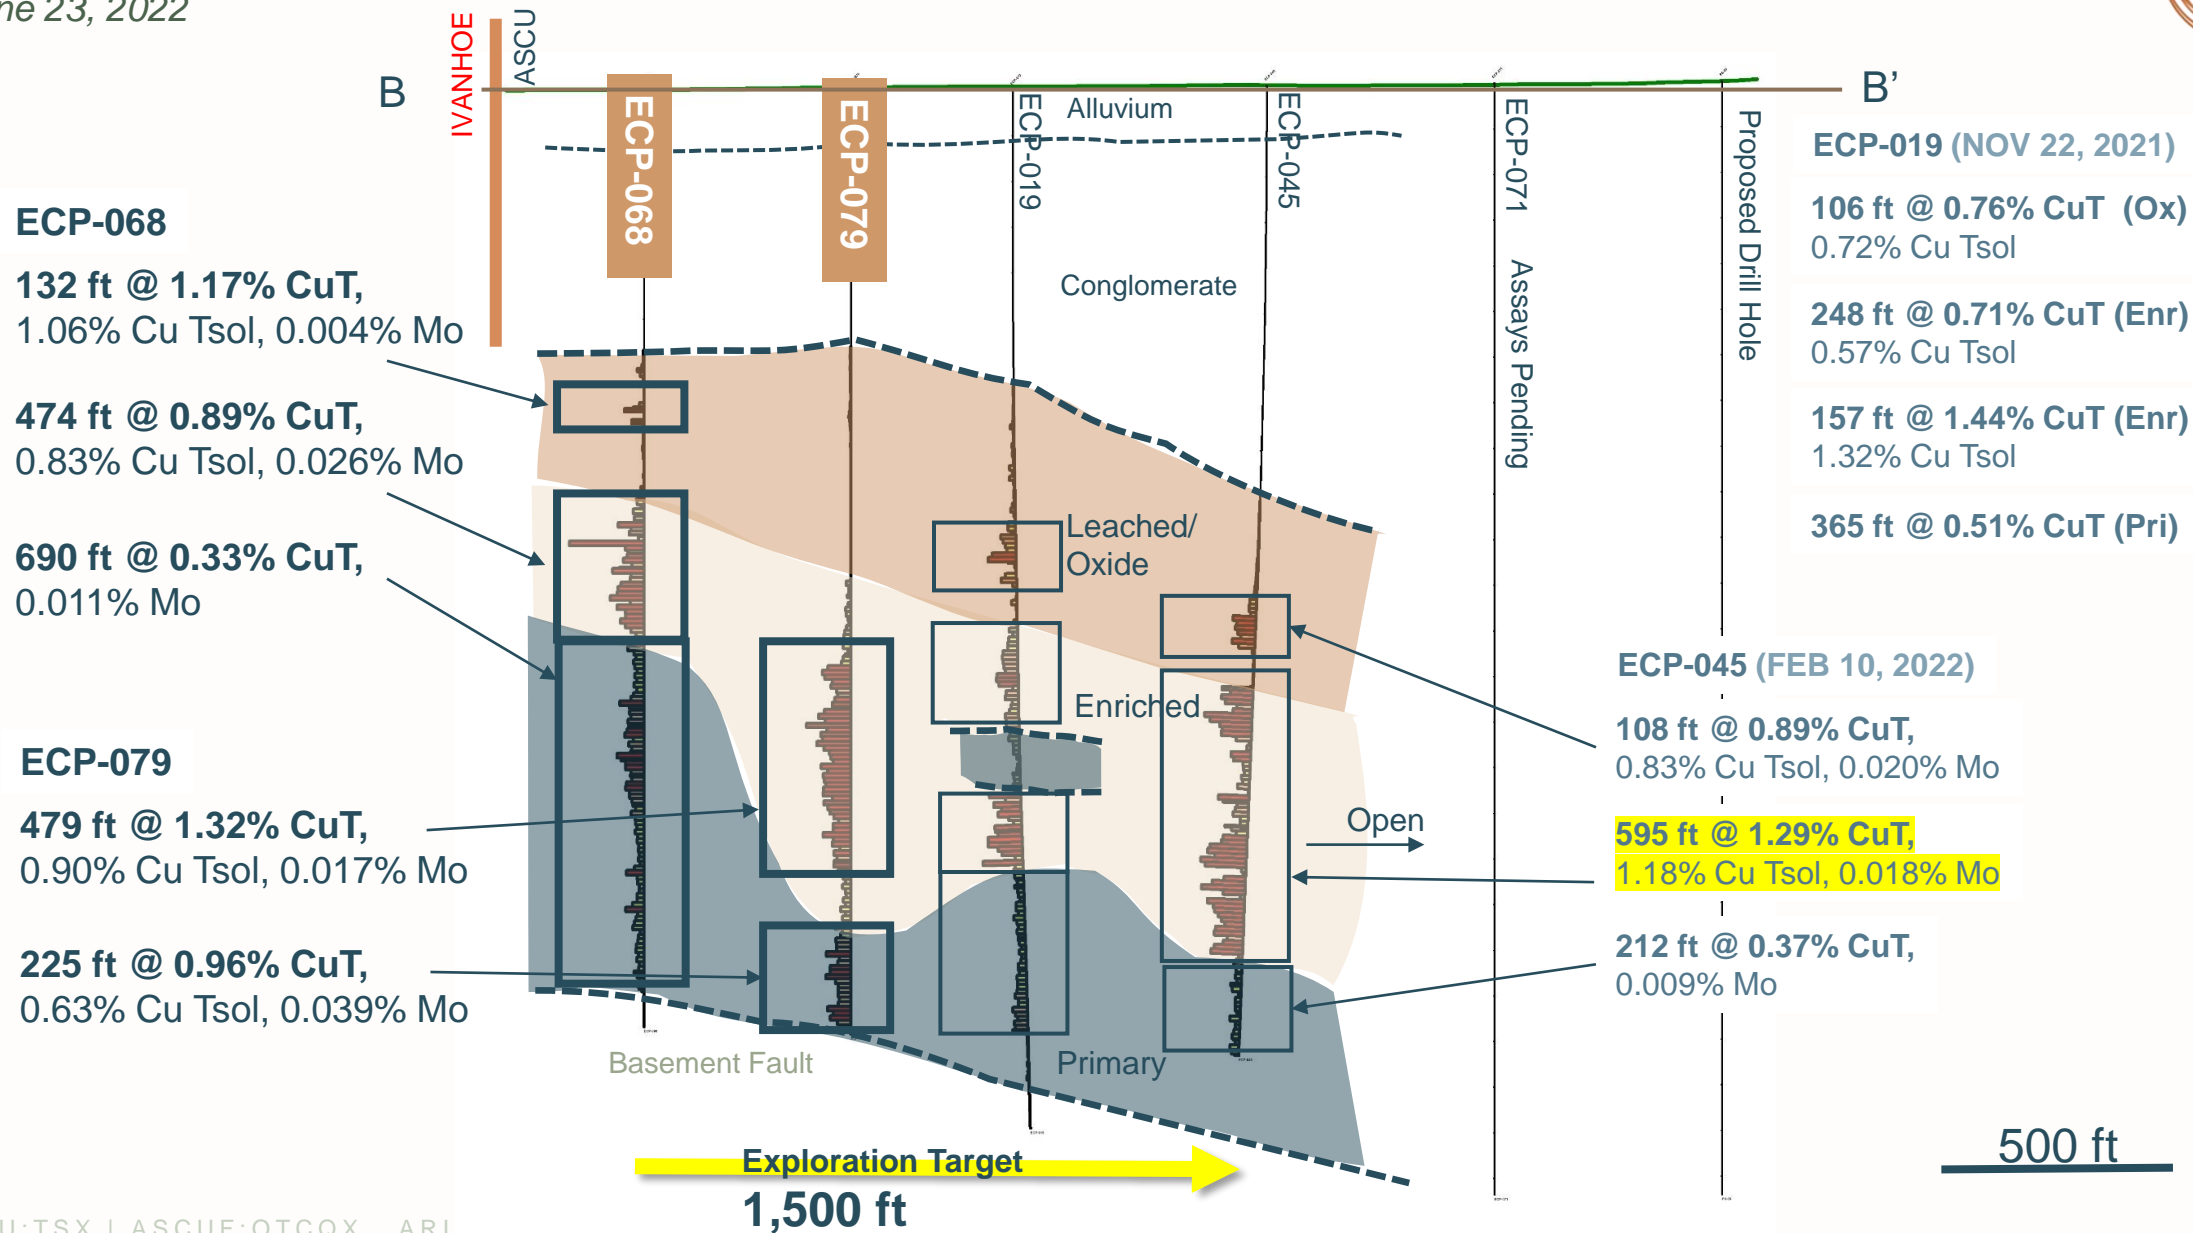 ne 23, 2022
IVANHOE
ASCU
B
B’
ECP-068
ECP-079
ECP-019
ECP-045
ECP-071 Assays Pending
Proposed Drill Hole
Alluvium
Conglomerate
Leached/
Oxide
Enriched
Open
Primary
Basement Fault
ECP-068
132 ft @ 1.17% CuT,
1.06% Cu Tsol, 0.004% Mo
474 ft @ 0.89% CuT,
0.83% Cu Tsol, 0.026% Mo
690 ft @ 0.33% CuT,
0.011% Mo
ECP-079
479 ft @ 1.32% CuT,
0.90% Cu Tsol, 0.017% Mo
225 ft @ 0.96% CuT,
0.63% Cu Tsol, 0.039% Mo
ECP-019 (NOV 22, 2021)
106 ft @ 0.76% CuT (Ox)
0.72% Cu Tsol
248 ft @ 0.71% CuT (Enr)
0.57% Cu Tsol
157 ft @ 1.44% CuT (Enr)
1.32% Cu Tsol
365 ft @ 0.51% CuT (Pri)
ECP-045 (FEB 10, 2022)
108 ft @ 0.89% CuT,
0.83% Cu Tsol, 0.020% Mo
595 ft @ 1.29% CuT,
1.18% Cu Tsol, 0.018% Mo
212 ft @ 0.37% CuT,
0.009% Mo
Exploration Target
1,500 ft
500 ft
U:TSX | ASCUF:OTCQX ARI